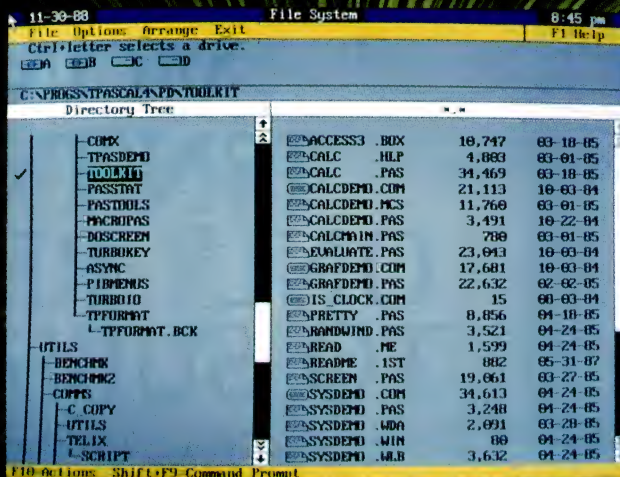 11-30-88 File System 8:45 pm
File Options Arrange Exit F1 Help
Ctrl+letter selects a drive.
A B C D
C:\PROGS\TPASCAL4\PD\TOOLKIT
Directory Tree *.*
COMX
TPASDEMO
TOOLKIT
PASSTAT
PASTOOLS
MACROPAS
DOSCREEN
TURBOKEY
ASYNC
PIBMENUS
TURBOIO
TPFORMAT
TPFORMAT.BCK
UTILS
BENCHMK
BENCHMK2
COMMS
C_COPY
UTILS
TELIX
SCRIPT
ACCESS3 .BOX 10,747 03-18-85
CALC .HLP 4,803 03-01-85
CALC .PAS 34,469 03-18-85
CALCDEMO.COM 21,113 10-03-84
CALCDEMO.MCS 11,760 03-01-85
CALCDEMO.PAS 3,491 10-22-84
CALCMAIN.PAS 780 03-01-85
EVALUATE.PAS 23,043 10-03-84
GRAFDEMO.COM 17,681 10-03-84
GRAFDEMO.PAS 22,632 02-02-85
IS_CLOCK.COM 15 08-03-84
PRETTY .PAS 8,856 04-18-85
RANDWIND.PAS 3,521 04-24-85
READ .ME 1,599 04-24-85
README .1ST 882 05-31-87
SCREEN .PAS 19,061 03-27-85
SYSDEMO .COM 34,613 04-24-85
SYSDEMO .PAS 3,248 04-24-85
SYSDEMO .WDA 2,091 03-28-85
SYSDEMO .WIN 80 04-24-85
SYSDEMO .WRB 3,632 04-24-85
F10-Actions Shift+F9-Command Prompt